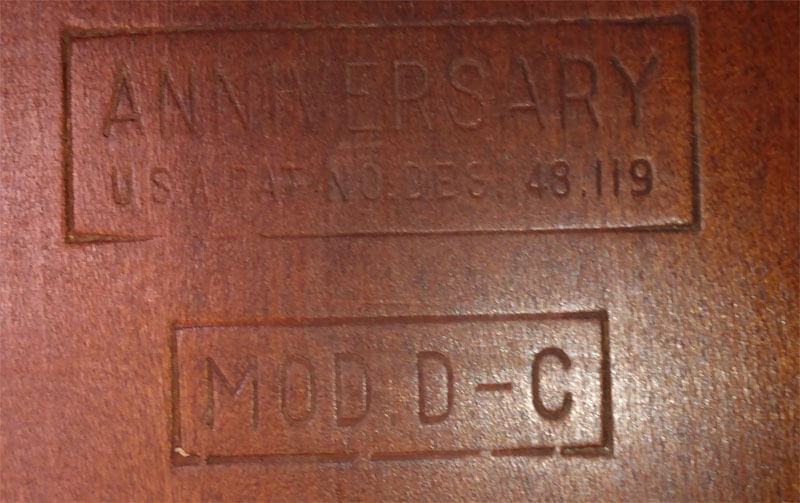 ANNIVERSARY
U.S.A. PAT. NO. DES. 48.119
MOD. D-C